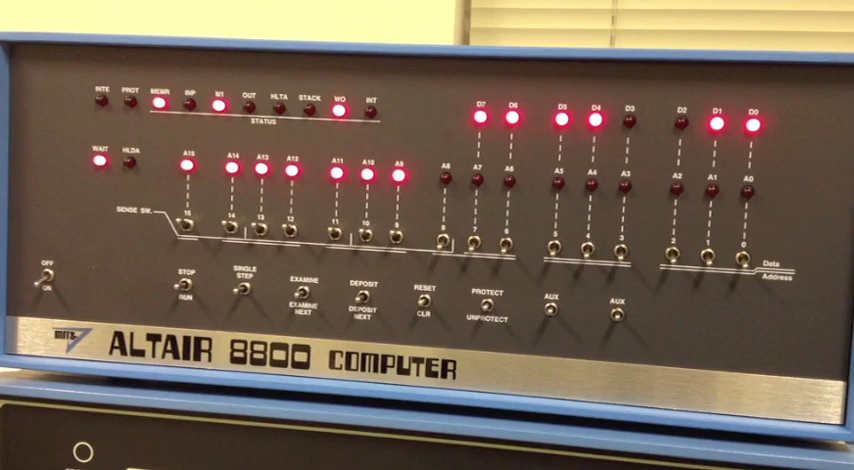 INTE PROT MEMR INP M1 OUT HLTA STACK WO INT
D7 D6 D5 D4 D3 D2 D1 D0
STATUS
WAIT HLDA A15 A14 A13 A12 A11 A10 A9 A8 A7 A6 A5 A4 A3 A2 A1 A0
SENSE SW.
15 14 13 12 11 10 9 8 7 6 5 4 3 2 1 0
Data
Address
OFF
ON
STOP
RUN
SINGLE
STEP
EXAMINE
EXAMINE
NEXT
DEPOSIT
DEPOSIT
NEXT
RESET
CLR
PROTECT
UNPROTECT
AUX
AUX
mits
ALTAIR 8800 COMPUTER